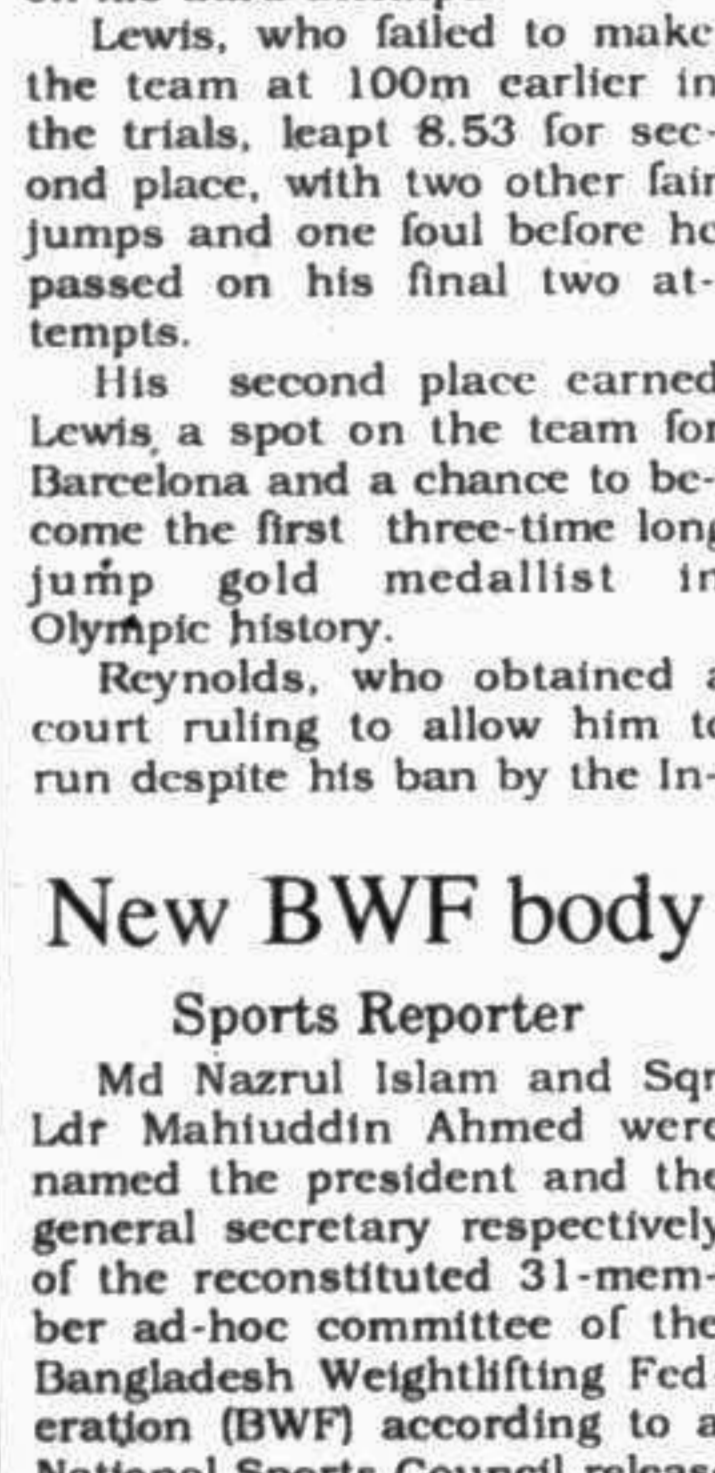 Lewis, who failed to make
the team at 100m earlier in
the trials, leapt 8.53 for sec-
ond place, with two other fair
jumps and one foul before he
passed on his final two at-
tempts.
His second place earned
Lewis a spot on the team for
Barcelona and a chance to be-
come the first three-time long
jump gold medallist in
Olympic history.
Reynolds, who obtained a
court ruling to allow him to
run despite his ban by the In-
New BWF body
Sports Reporter
Md Nazrul Islam and Sqr
Ldr Mahiuddin Ahmed were
named the president and the
general secretary respectively
of the reconstituted 31-mem-
ber ad-hoc committee of the
Bangladesh Weightlifting Fed
eration (BWF) according to a
National Sports Council releas